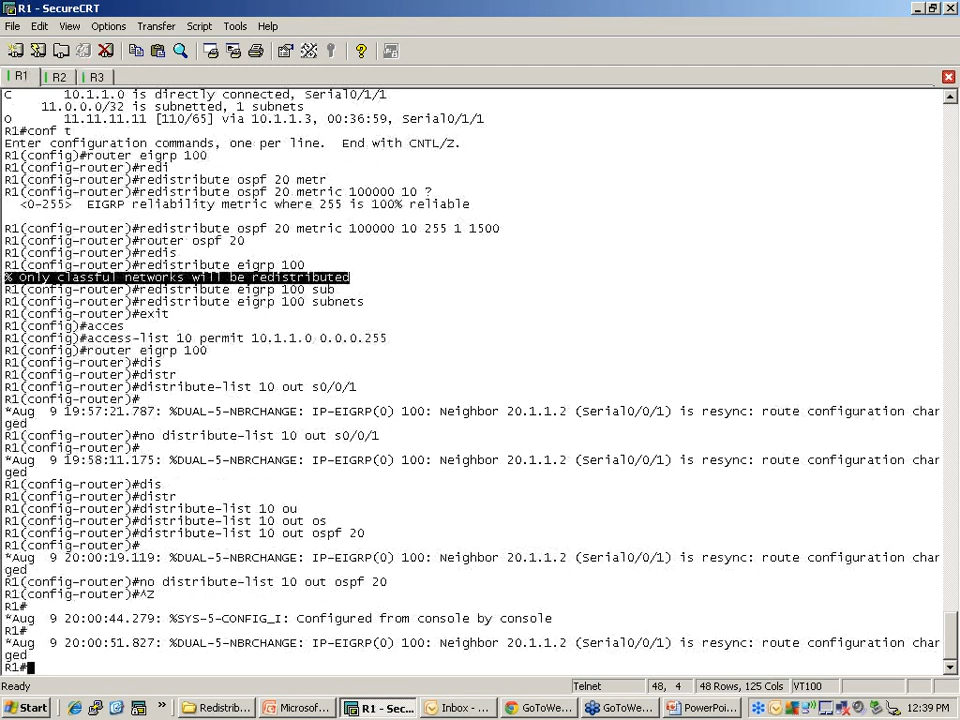 R1 - SecureCRT
File Edit View Options Transfer Script Tools Help
R1 R2 R3
C 10.1.1.0 is directly connected, Serial0/1/1
11.0.0.0/32 is subnetted, 1 subnets
O 11.11.11.11 [110/65] via 10.1.1.3, 00:36:59, Serial0/1/1
R1#conf t
Enter configuration commands, one per line. End with CNTL/Z.
R1(config)#router eigrp 100
R1(config-router)#redi
R1(config-router)#redistribute ospf 20 metr
R1(config-router)#redistribute ospf 20 metric 100000 10 ?
<0-255> EIGRP reliability metric where 255 is 100% reliable
R1(config-router)#redistribute ospf 20 metric 100000 10 255 1 1500
R1(config-router)#router ospf 20
R1(config-router)#redis
R1(config-router)#redistribute eigrp 100
% Only classful networks will be redistributed
R1(config-router)#redistribute eigrp 100 sub
R1(config-router)#redistribute eigrp 100 subnets
R1(config-router)#exit
R1(config)#acces
R1(config)#access-list 10 permit 10.1.1.0 0.0.0.255
R1(config)#router eigrp 100
R1(config-router)#dis
R1(config-router)#distr
R1(config-router)#distribute-list 10 out s0/0/1
R1(config-router)#
*Aug 9 19:57:21.787: %DUAL-5-NBRCHANGE: IP-EIGRP(0) 100: Neighbor 20.1.1.2 (Serial0/0/1) is resync: route configuration chan
ged
R1(config-router)#no distribute-list 10 out s0/0/1
R1(config-router)#
*Aug 9 19:58:11.175: %DUAL-5-NBRCHANGE: IP-EIGRP(0) 100: Neighbor 20.1.1.2 (Serial0/0/1) is resync: route configuration chan
ged
R1(config-router)#dis
R1(config-router)#distr
R1(config-router)#distribute-list 10 ou
R1(config-router)#distribute-list 10 out os
R1(config-router)#distribute-list 10 out ospf 20
R1(config-router)#
*Aug 9 20:00:19.119: %DUAL-5-NBRCHANGE: IP-EIGRP(0) 100: Neighbor 20.1.1.2 (Serial0/0/1) is resync: route configuration chan
ged
R1(config-router)#no distribute-list 10 out ospf 20
R1(config-router)#^Z
R1#
*Aug 9 20:00:44.279: %SYS-5-CONFIG_I: Configured from console by console
R1#
*Aug 9 20:00:51.827: %DUAL-5-NBRCHANGE: IP-EIGRP(0) 100: Neighbor 20.1.1.2 (Serial0/0/1) is resync: route configuration chan
ged
R1#
Ready Telnet 48, 4 48 Rows, 125 Cols VT100
Start » Redistrib... Microsof... R1 - Sec... Inbox - ... GoToWe... GoToWe... PowerPoi... 12:39 PM